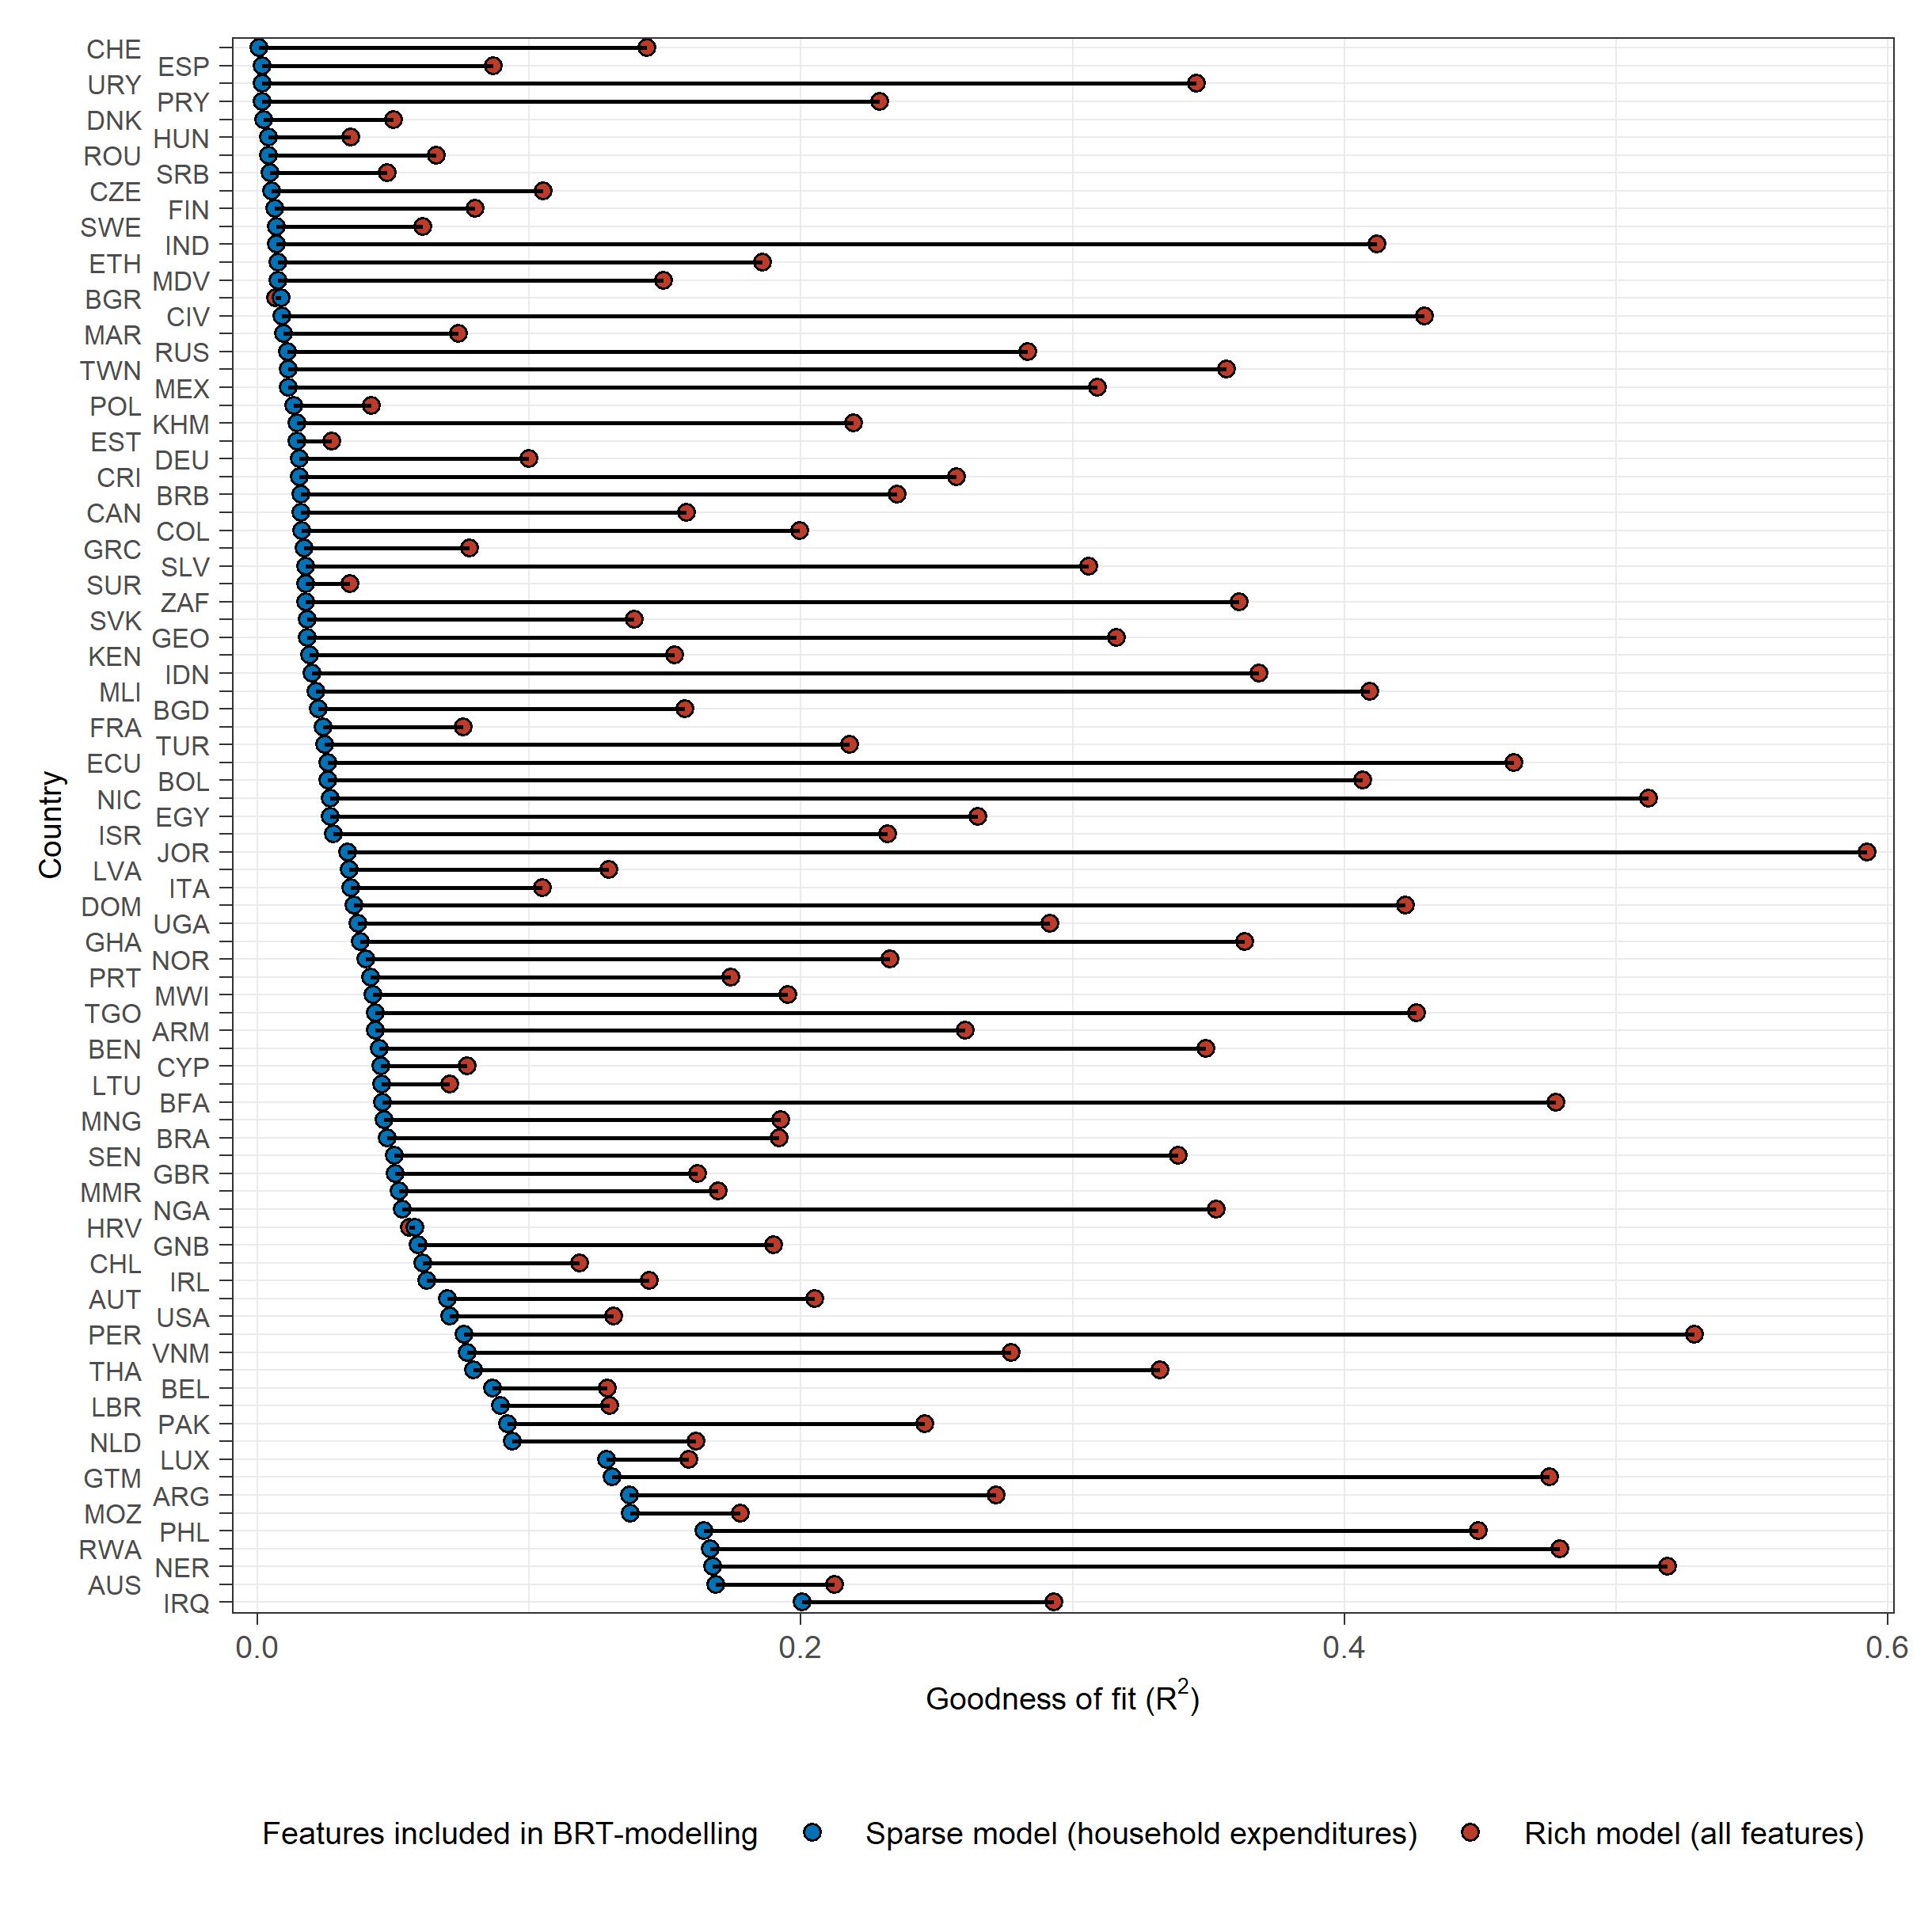 CHE
ESP
URY
PRY
DNK
HUN
ROU
SRB
CZE
FIN
SWE
IND
ETH
MDV
BGR
CIV
MAR
RUS
TWN
MEX
POL
KHM
EST
DEU
CRI
BRB
CAN
COL
GRC
SLV
SUR
ZAF
SVK
GEO
KEN
IDN
MLI
BGD
FRA
TUR
ECU
BOL
NIC
EGY
ISR
JOR
LVA
ITA
DOM
UGA
GHA
NOR
PRT
MWI
TGO
ARM
BEN
CYP
LTU
BFA
MNG
BRA
SEN
GBR
MMR
NGA
HRV
GNB
CHL
IRL
AUT
USA
PER
VNM
THA
BEL
LBR
PAK
NLD
LUX
GTM
ARG
MOZ
PHL
RWA
NER
AUS
IRQ
Country
0.0 0.2 0.4 0.6
Goodness of fit (R²)
Features included in BRT-modelling Sparse model (household expenditures) Rich model (all features)